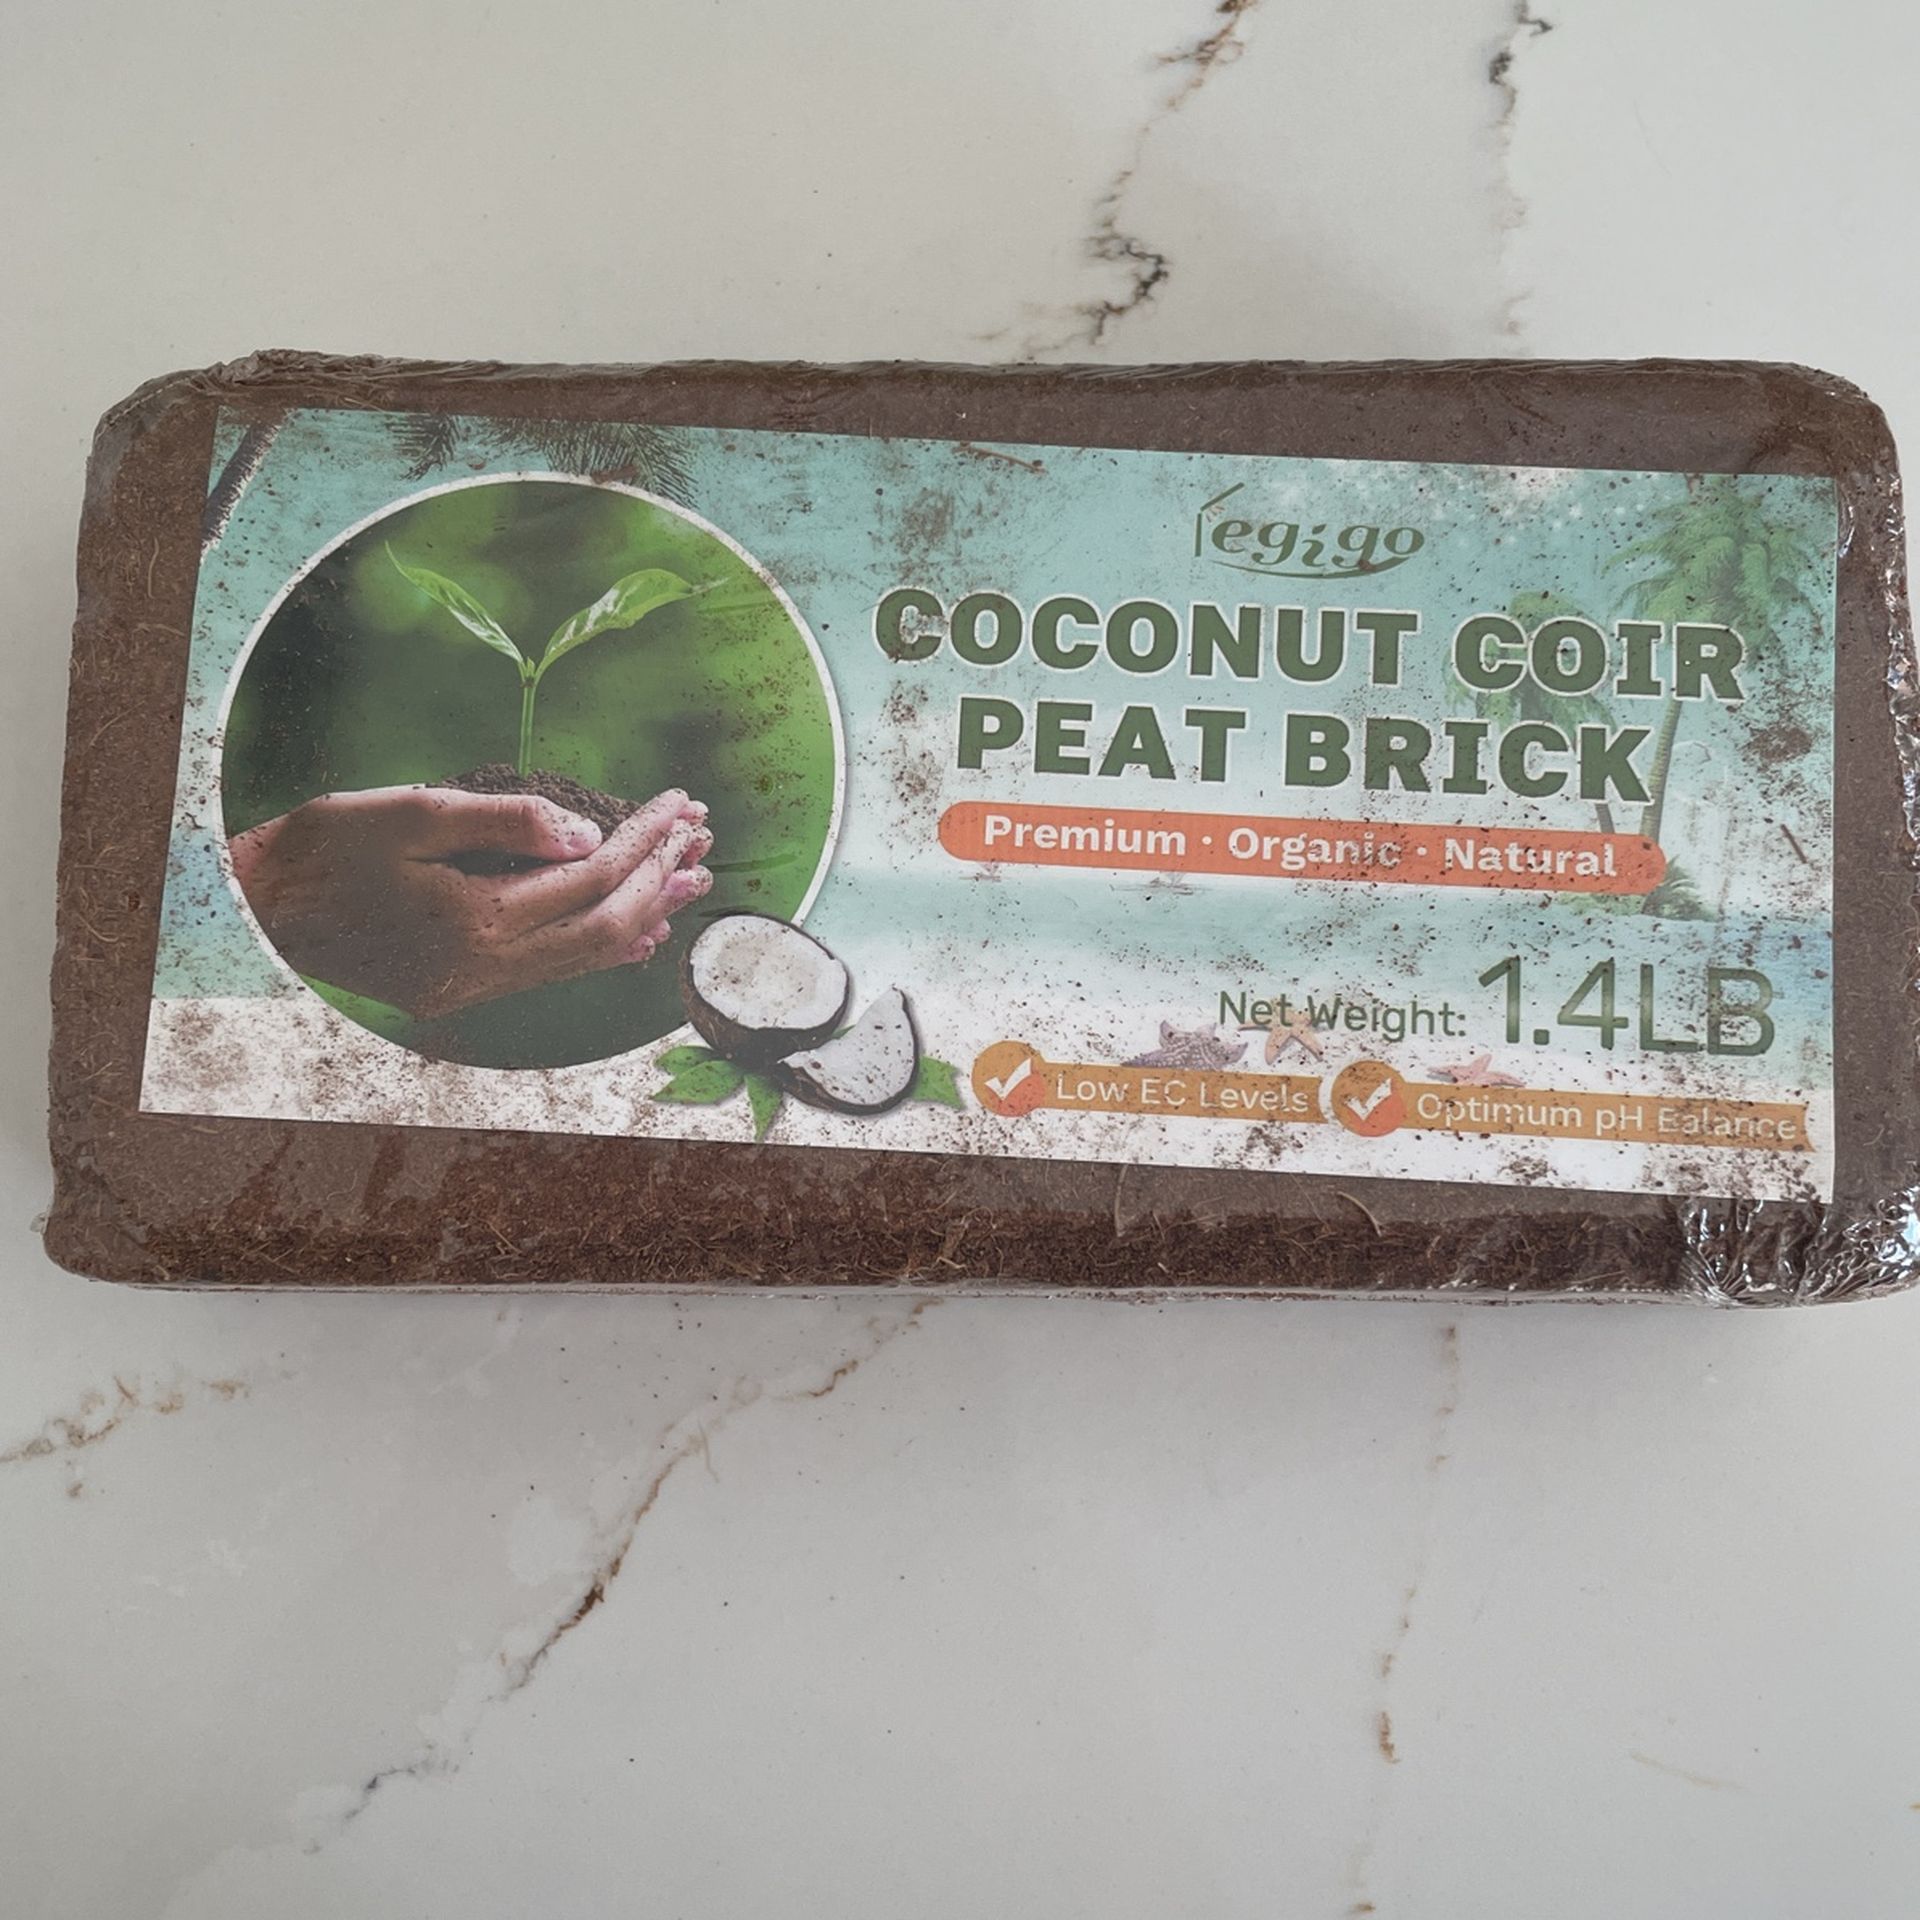 egigo
COCONUT COIR
PEAT BRICK
Premium · Organic · Natural
Net Weight: 1.4LB
Low EC Levels
Optimum pH Balance